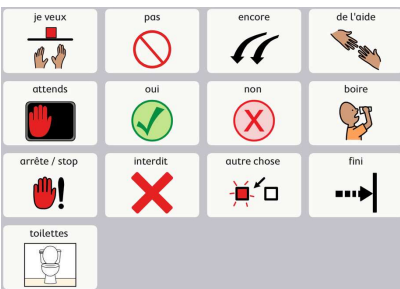 je veux
pas
encore
de l'aide
attends
oui
non
boire
arrête / stop
interdit
autre chose
fini
toilettes